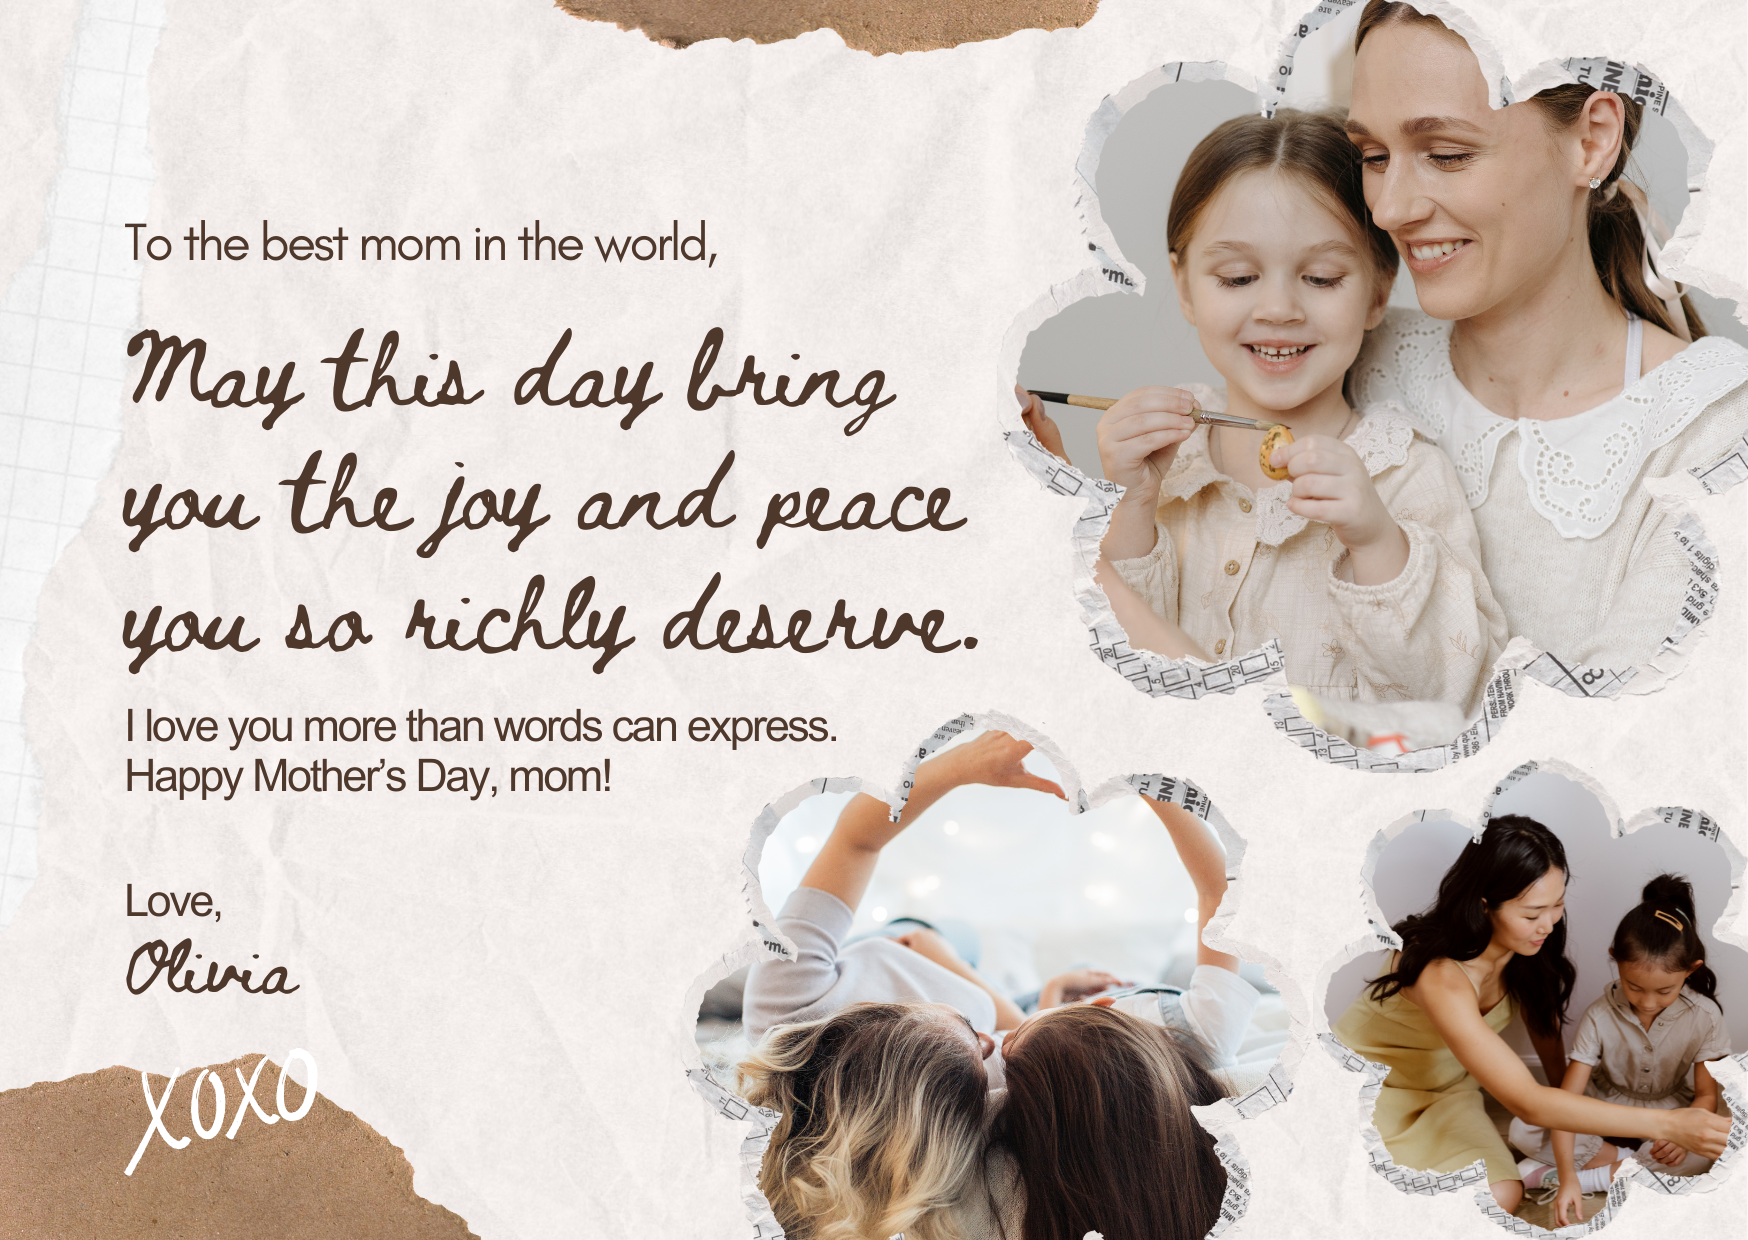 To the best mom in the world,
May this day bring
you the joy and peace
you so richly deserve.
I love you more than words can express.
Happy Mother’s Day, mom!
Love,
Olivia
XOXO